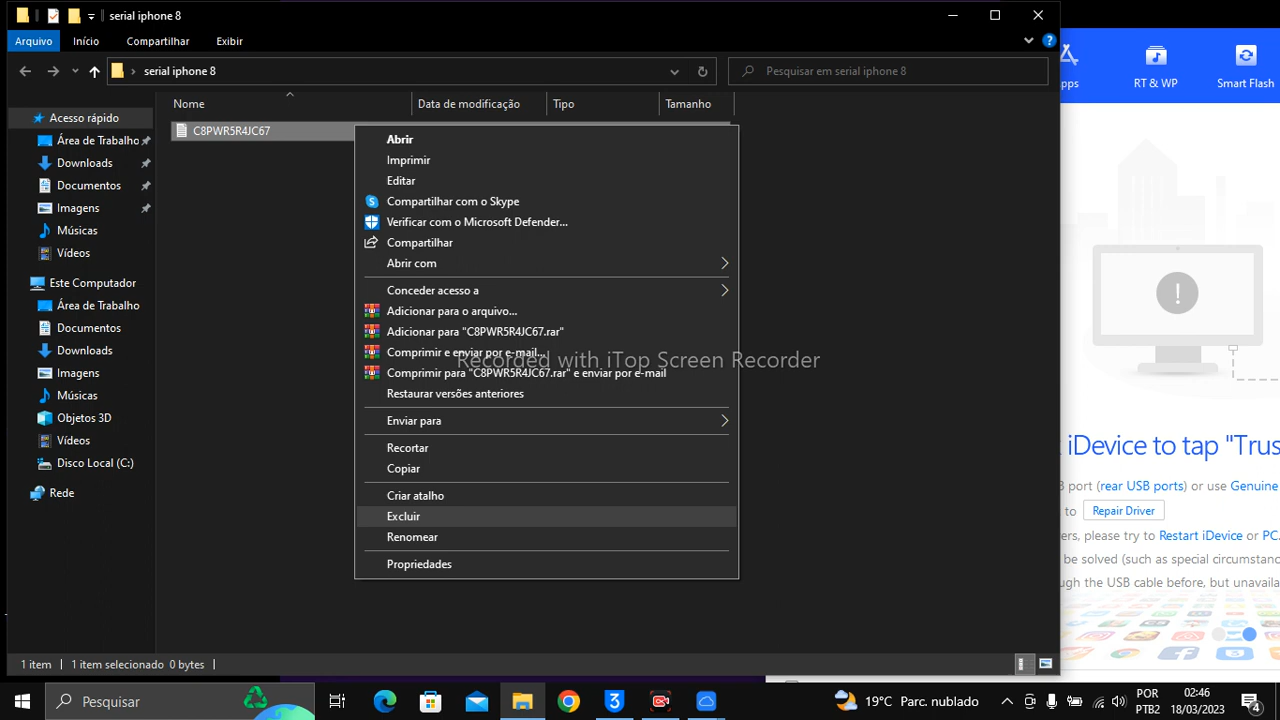 serial iphone 8
Arquivo Início Compartilhar Exibir
serial iphone 8 Pesquisar em serial iphone 8
Nome Data de modificação Tipo Tamanho
C8PWR5R4JC67
Acesso rápido
Área de Trabalho
Downloads
Documentos
Imagens
Músicas
Vídeos
Este Computador
Área de Trabalho
Documentos
Downloads
Imagens
Músicas
Objetos 3D
Vídeos
Disco Local (C:)
Rede
Abrir
Imprimir
Editar
Compartilhar com o Skype
Verificar com o Microsoft Defender...
Compartilhar
Abrir com
Conceder acesso a
Adicionar para o arquivo...
Adicionar para "C8PWR5R4JC67.rar"
Comprimir e enviar por e-mail...
Comprimir para "C8PWR5R4JC67.rar" e enviar por e-mail
Restaurar versões anteriores
Enviar para
Recortar
Copiar
Criar atalho
Excluir
Renomear
Propriedades
Recorded with iTop Screen Recorder
pps RT & WP Smart Flash
!
iDevice to tap "Trus
port (rear USB ports) or use Genuine
to Repair Driver
ers, please try to Restart iDevice or PC.
be solved (such as special circumstanc
ugh the USB cable before, but unavaila
1 item 1 item selecionado 0 bytes
Pesquisar
19°C Parc. nublado
POR
PTB2
02:46
18/03/2023
4